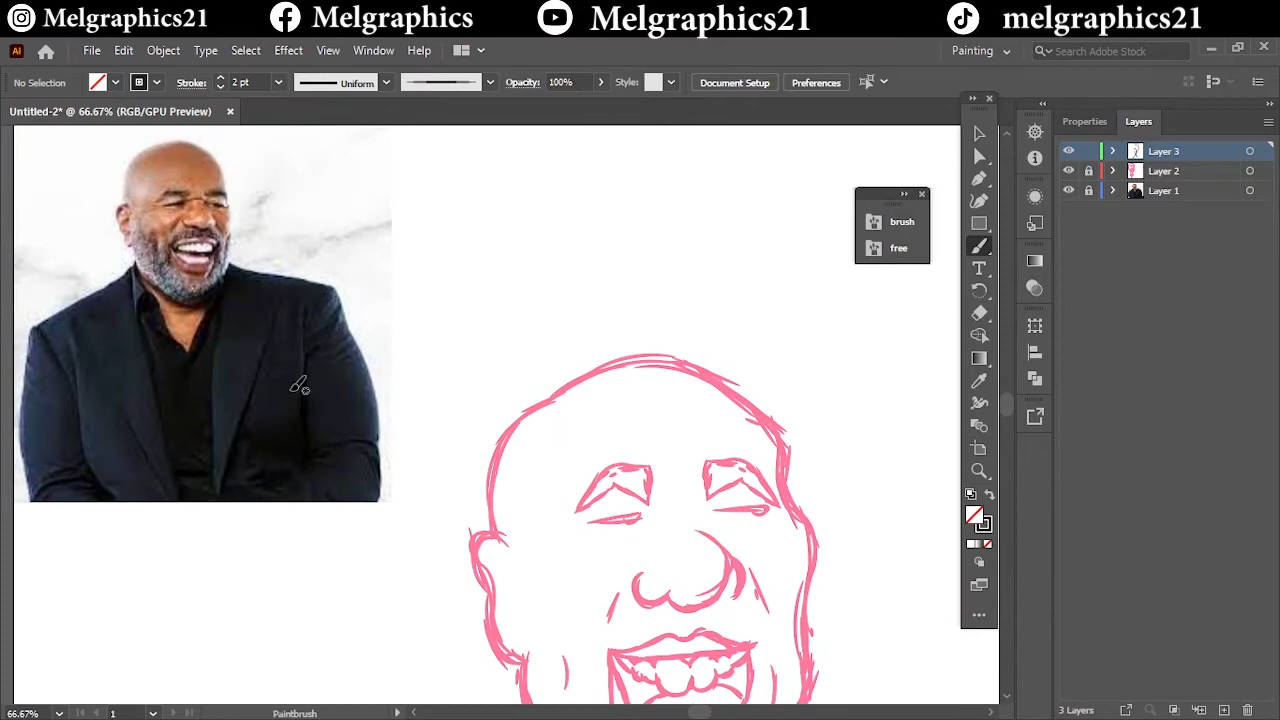 Melgraphics21 Melgraphics Melgraphics21 melgraphics21
Ai File Edit Object Type Select Effect View Window Help Painting Search Adobe Stock
No Selection Stroke: 2 pt Uniform Opacity: 100% Style: Document Setup Preferences
Untitled-2* @ 66.67% (RGB/GPU Preview)
Properties Layers
Layer 3
Layer 2
Layer 1
brush
free
66.67% 1 Paintbrush 3 Layers